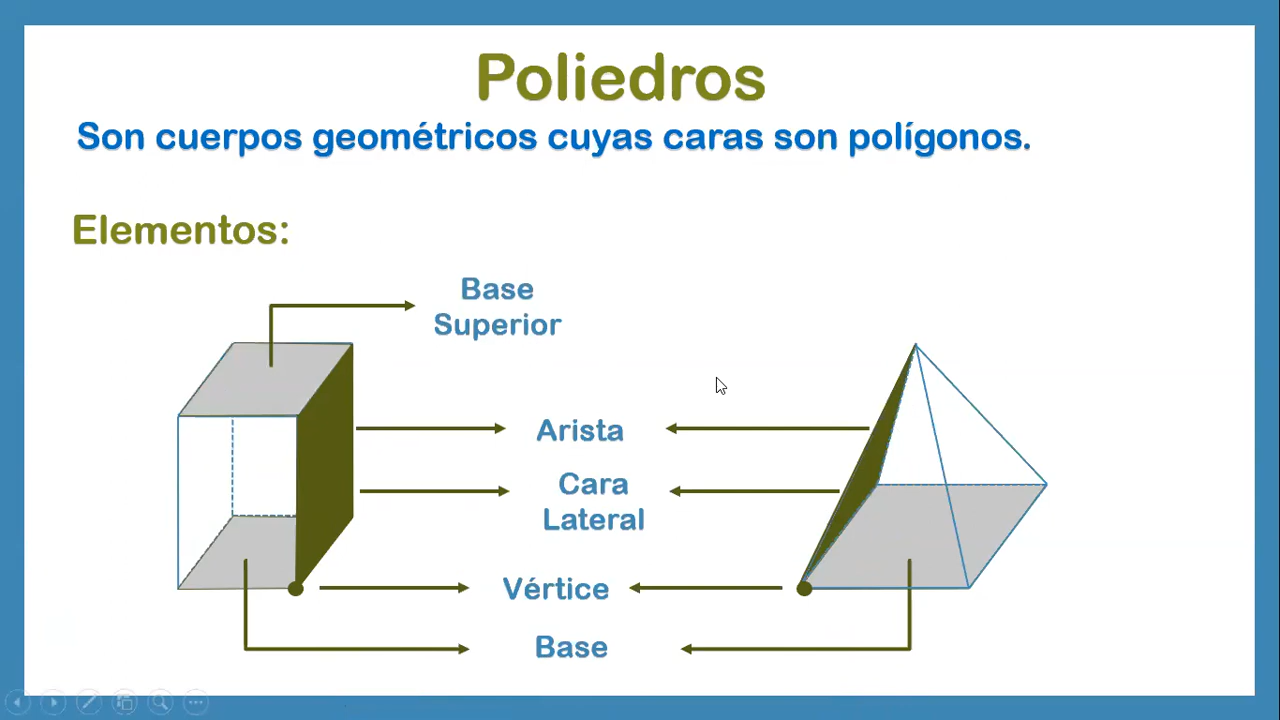 Poliedros
Son cuerpos geométricos cuyas caras son polígonos.
Elementos:
Base
Superior
Arista
Cara
Lateral
Vértice
Base